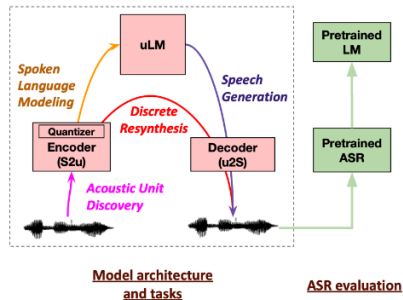 uLM
Spoken
Language
Modeling
Speech
Generation
Discrete
Resynthesis
Quantizer
Encoder
(S2u)
Decoder
(u2S)
Acoustic Unit
Discovery
Model architecture
and tasks
Pretrained
LM
Pretrained
ASR
ASR evaluation